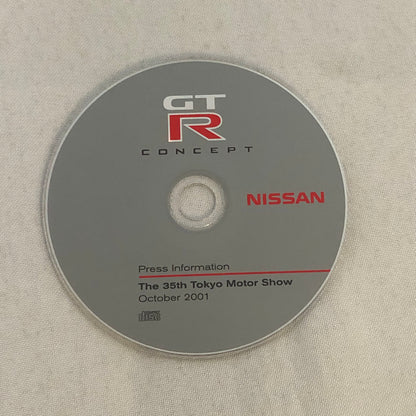 GT
R
CONCEPT
NISSAN
Press Information
The 35th Tokyo Motor Show
October 2001